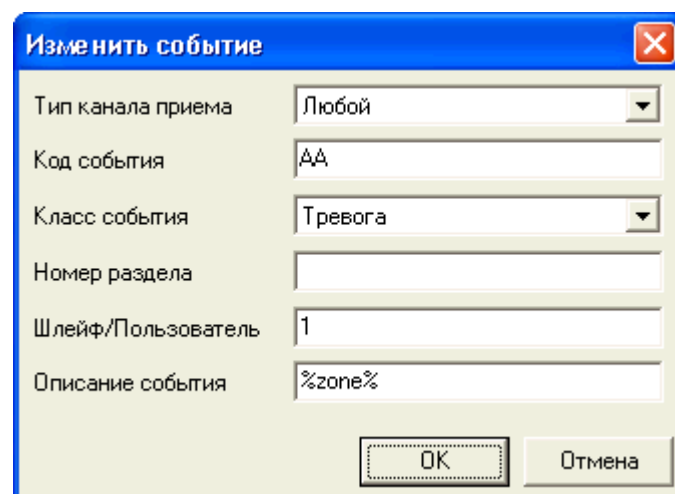 Изменить событие
Тип канала приема Любой
Код события AA
Класс события Тревога
Номер раздела
Шлейф/Пользователь 1
Описание события %zone%
OK Отмена